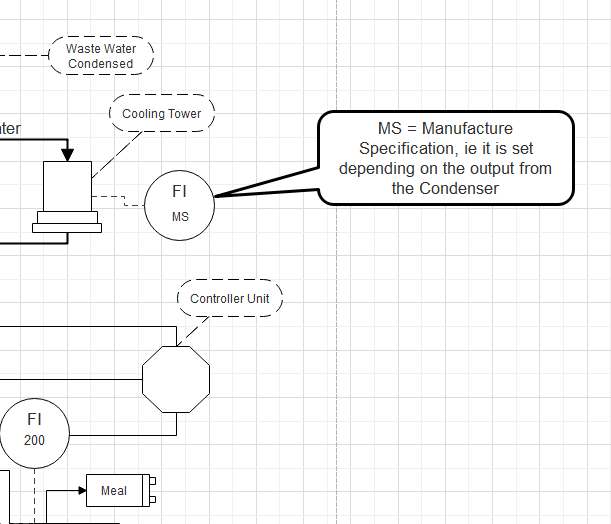 Waste Water
Condensed
Cooling Tower
MS = Manufacture
Specification, ie it is set
depending on the output from
the Condenser
FI
MS
Controller Unit
FI
200
Meal